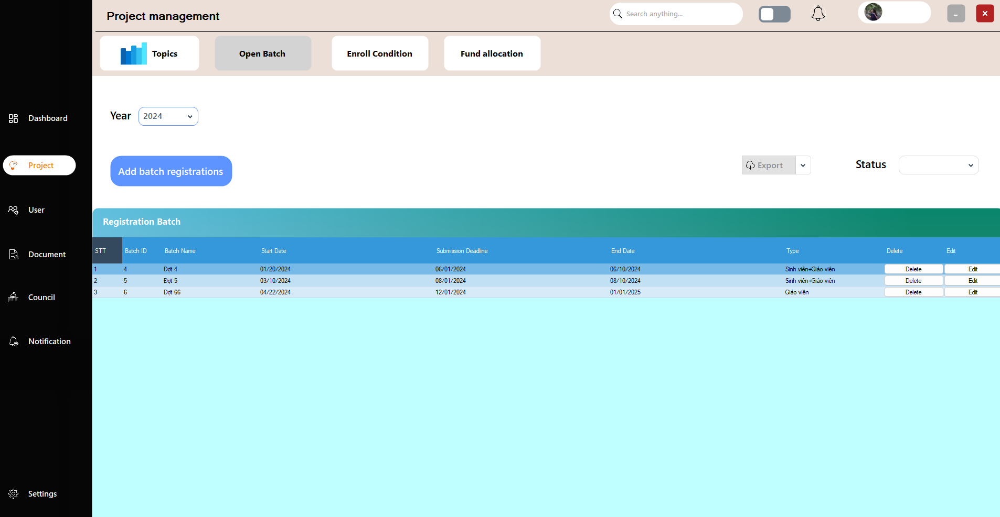 Project management
Search anything...
Topics
Open Batch
Enroll Condition
Fund allocation
Dashboard
Project
User
Document
Council
Notification
Settings
Year 2024
Add batch registrations
Export
Status
Registration Batch
STT Batch ID Batch Name Start Date Submission Deadline End Date Type Delete Edit
1 4 Đợt 4 01/20/2024 06/01/2024 06/10/2024 Sinh viên+Giáo viên Delete Edit
2 5 Đợt 5 03/10/2024 08/01/2024 08/10/2024 Sinh viên+Giáo viên Delete Edit
3 6 Đợt 66 04/22/2024 12/01/2024 01/01/2025 Giáo viên Delete Edit